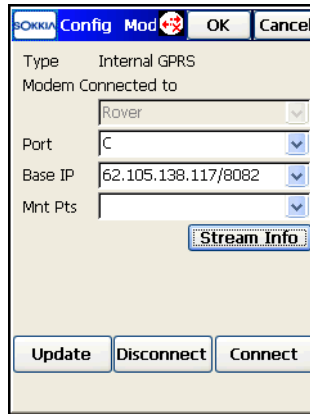 SOKKIA Config Mod OK Cancel
Type Internal GPRS
Modem Connected to
Rover
Port C
Base IP 62.105.138.117/8082
Mnt Pts
Stream Info
Update Disconnect Connect